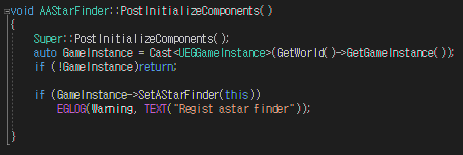 void AAStarFinder::PostInitializeComponents()
{
Super::PostInitializeComponents();
auto GameInstance = Cast<UEGGameInstance>(GetWorld()->GetGameInstance());
if (!GameInstance)return;
if (GameInstance->SetAStarFinder(this))
EGLOG(Warning, TEXT("Regist astar finder"));
}